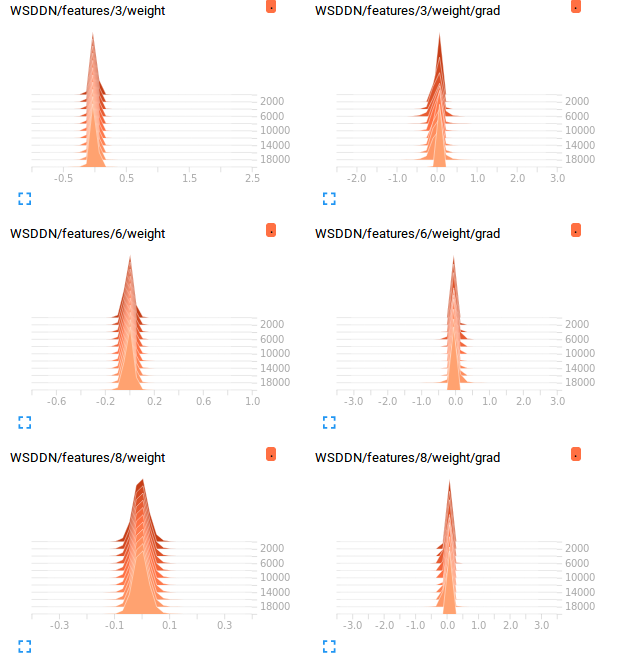 WSDDN/features/3/weight
2000
6000
10000
14000
18000
-0.5 0.5 1.5 2.5
WSDDN/features/3/weight/grad
2000
6000
10000
14000
18000
-2.0 -1.0 0.0 1.0 2.0 3.0
WSDDN/features/6/weight
2000
6000
10000
14000
18000
-0.6 -0.2 0.2 0.6 1.0
WSDDN/features/6/weight/grad
2000
6000
10000
14000
18000
-3.0 -2.0 -1.0 0.0 1.0 2.0 3.0
WSDDN/features/8/weight
2000
6000
10000
14000
18000
-0.3 -0.1 0.1 0.3
WSDDN/features/8/weight/grad
2000
6000
10000
14000
18000
-3.0 -2.0 -1.0 0.0 1.0 2.0 3.0